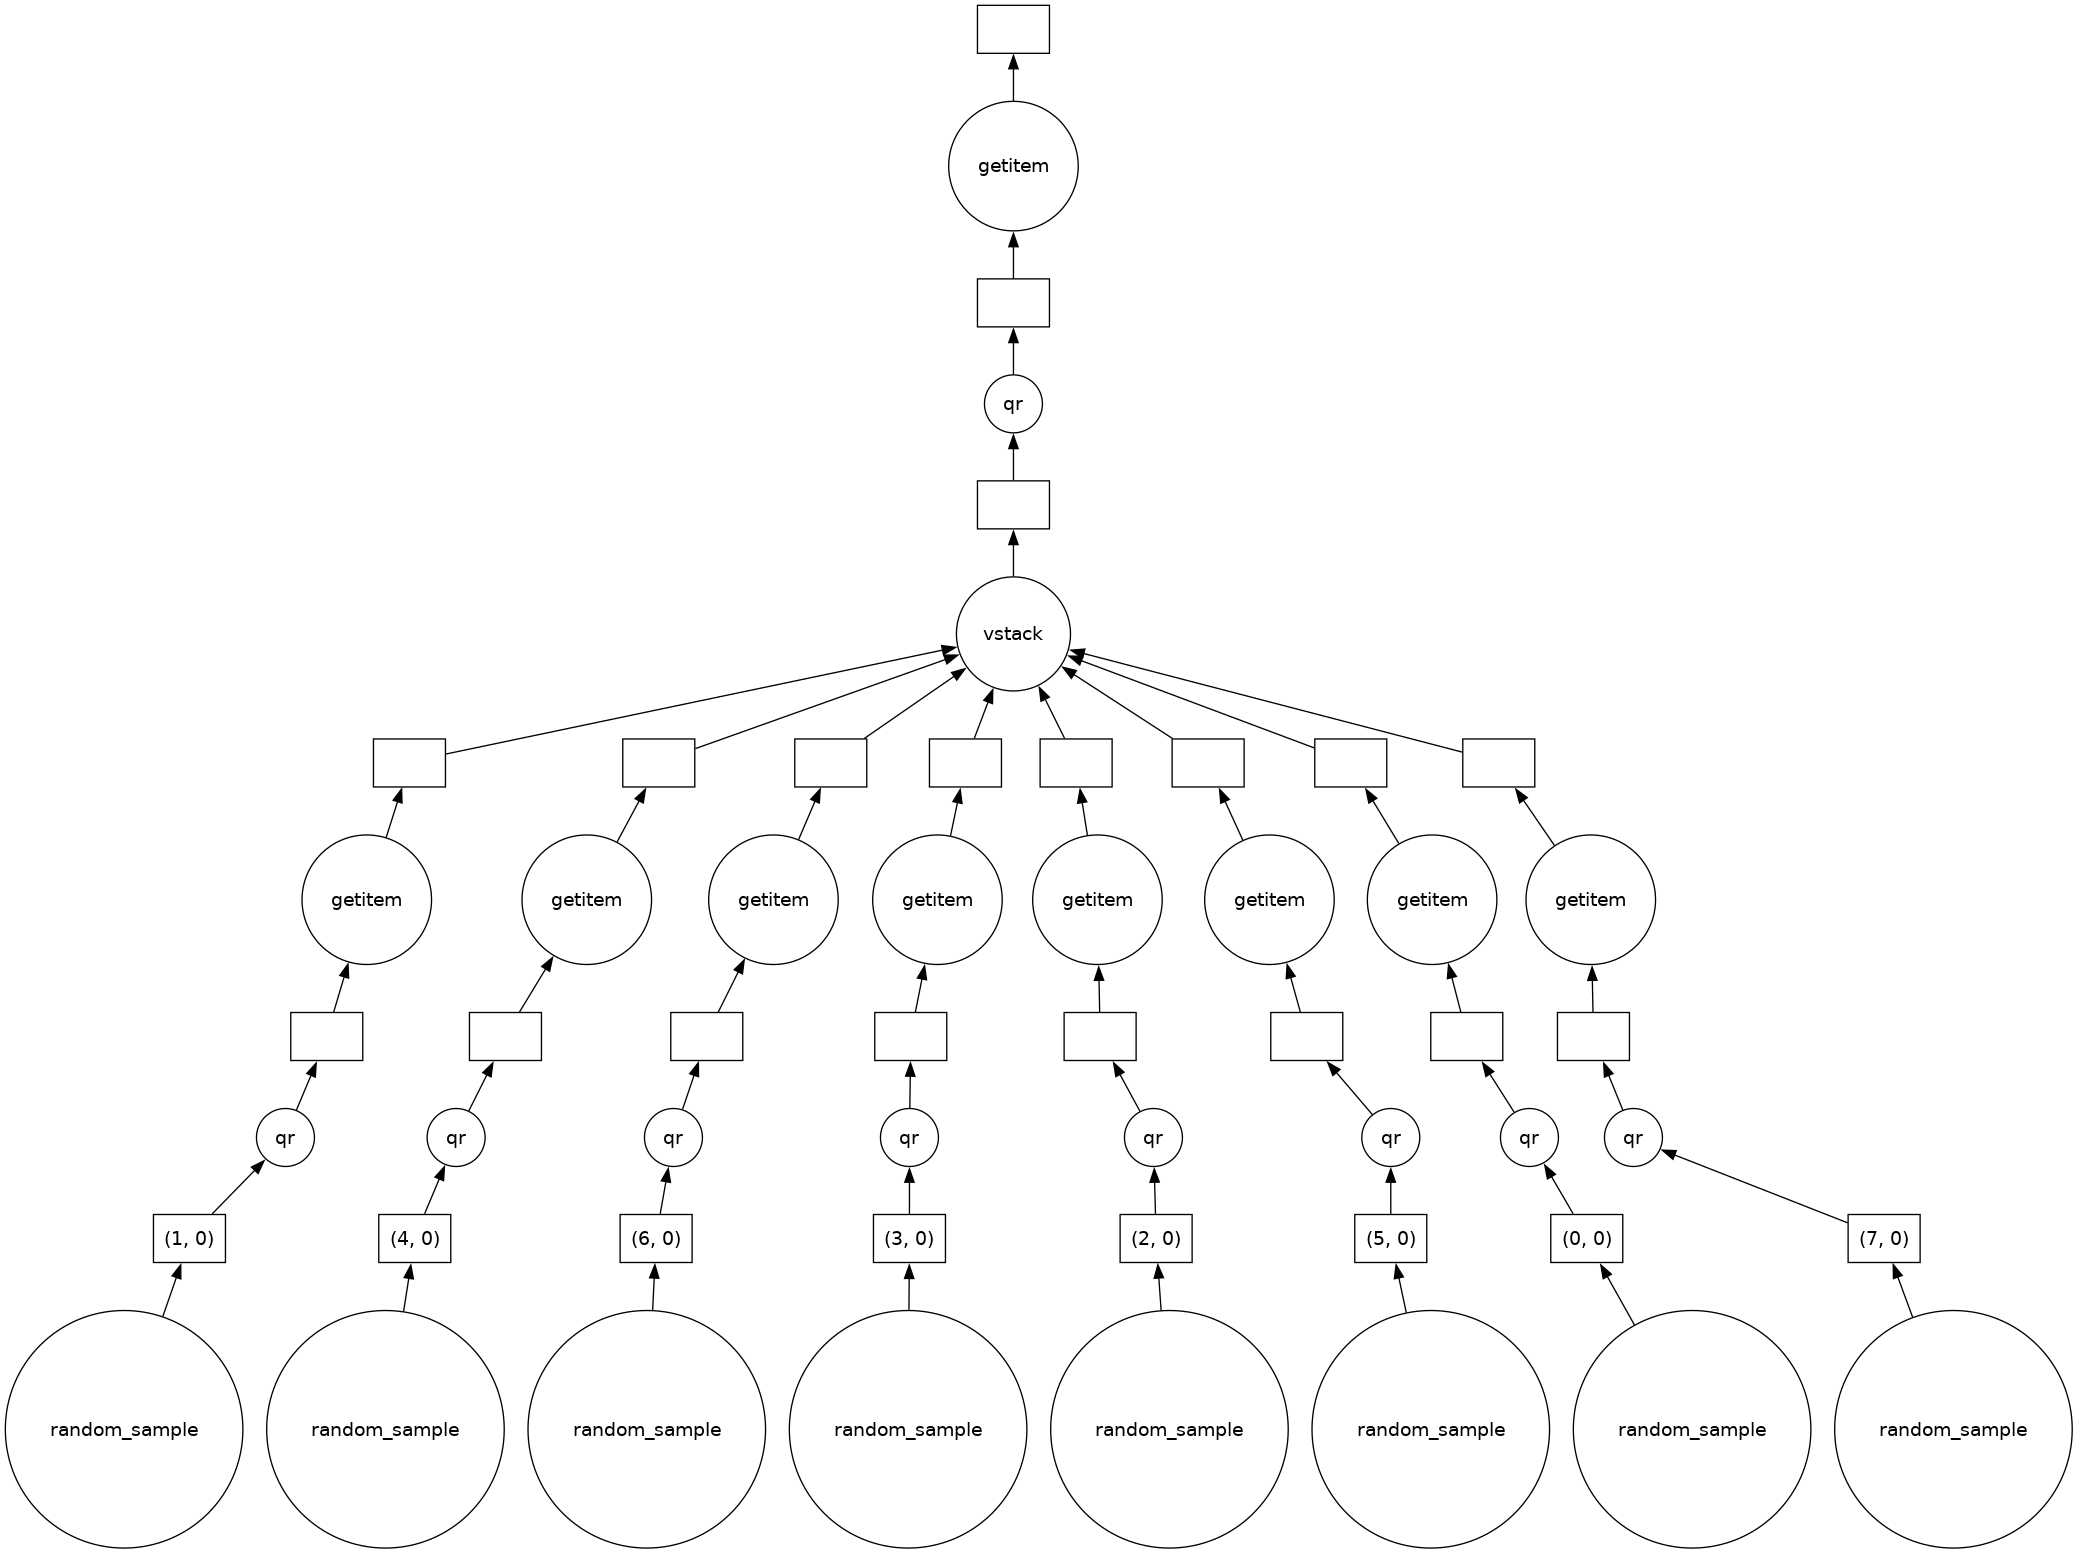 getitem
qr
vstack
getitem
getitem
getitem
getitem
getitem
getitem
getitem
getitem
qr
qr
qr
qr
qr
qr
qr
qr
(1, 0)
(4, 0)
(6, 0)
(3, 0)
(2, 0)
(5, 0)
(0, 0)
(7, 0)
random_sample
random_sample
random_sample
random_sample
random_sample
random_sample
random_sample
random_sample